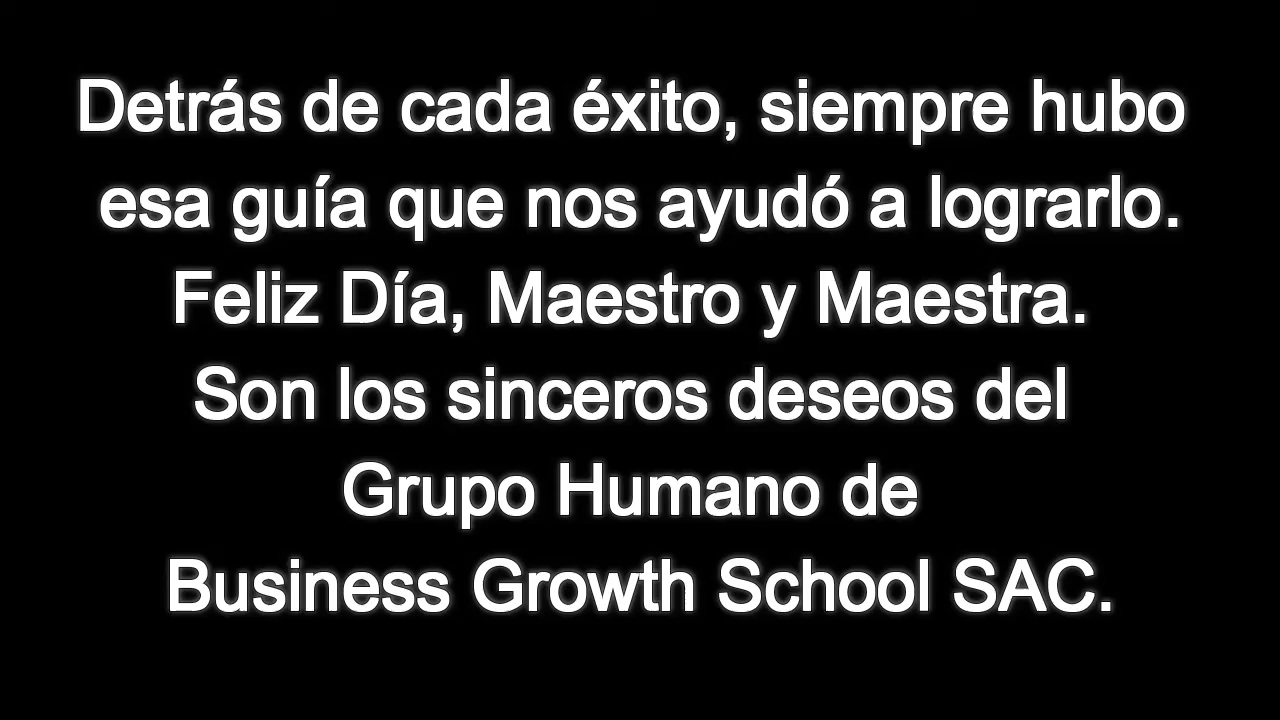 Detrás de cada éxito, siempre hubo
esa guía que nos ayudó a lograrlo.
Feliz Día, Maestro y Maestra.
Son los sinceros deseos del
Grupo Humano de
Business Growth School SAC.